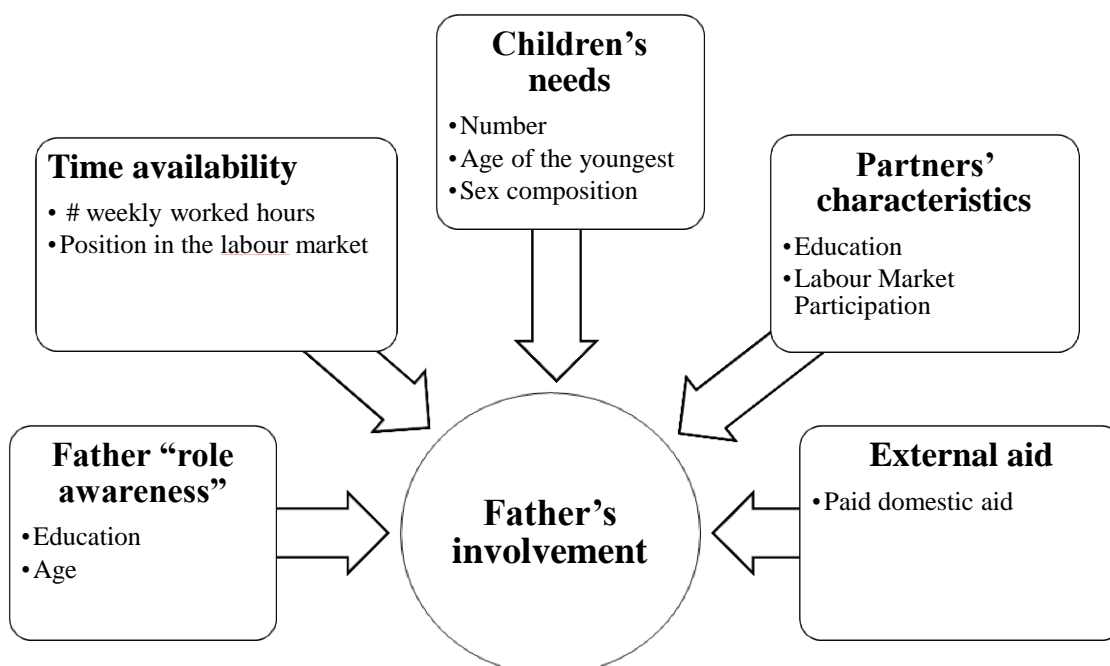 Children’s
needs
•Number
•Age of the youngest
•Sex composition
Time availability
• # weekly worked hours
•Position in the labour market
Partners’
characteristics
•Education
•Labour Market
Participation
Father “role
awareness”
•Education
•Age
Father’s
involvement
External aid
•Paid domestic aid